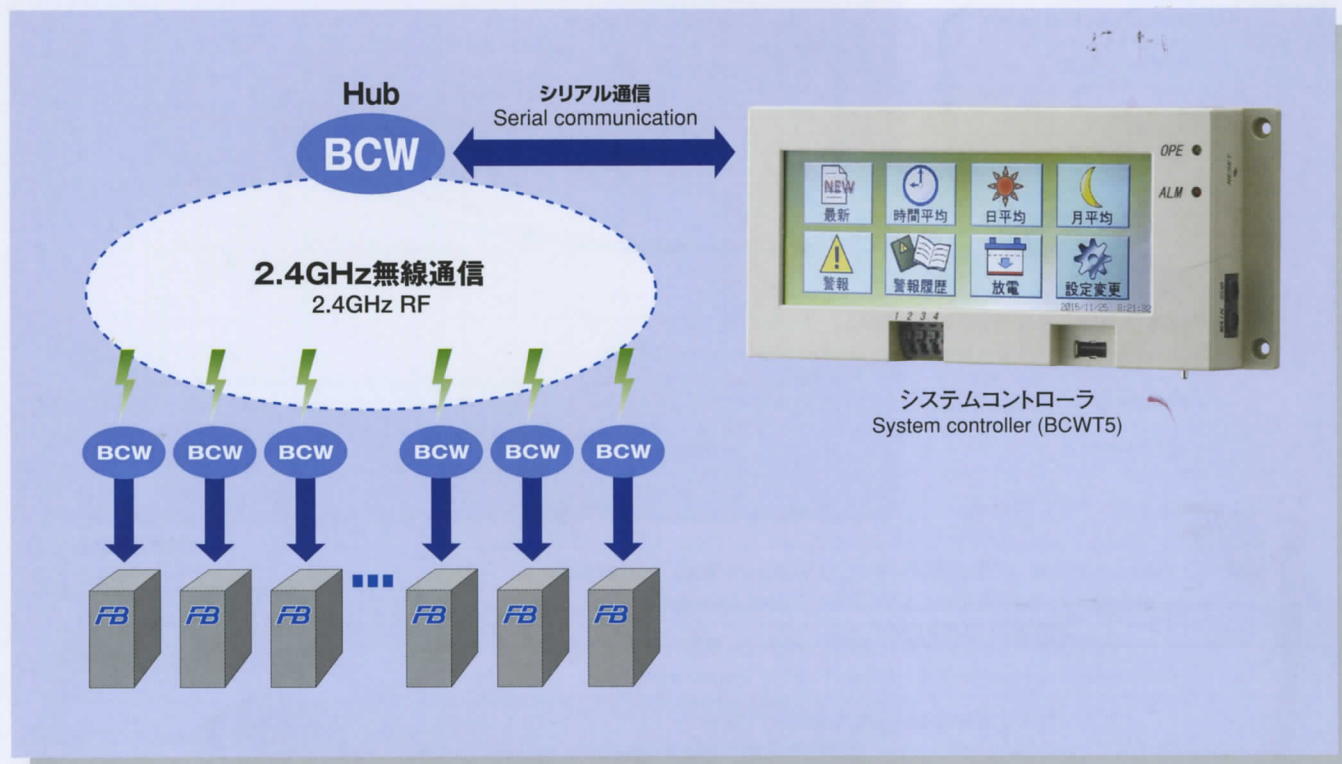 Hub
BCW
シリアル通信
Serial communication
2.4GHz無線通信
2.4GHz RF
BCW
BCW
BCW
BCW
BCW
BCW
FB
FB
FB
FB
FB
FB
OPE
ALM
RESET
NEW
最新
時間平均
日平均
月平均
警報
警報履歴
放電
設定変更
2015/11/25 8:21:32
1 2 3 4
システムコントローラ
System controller (BCWT5)